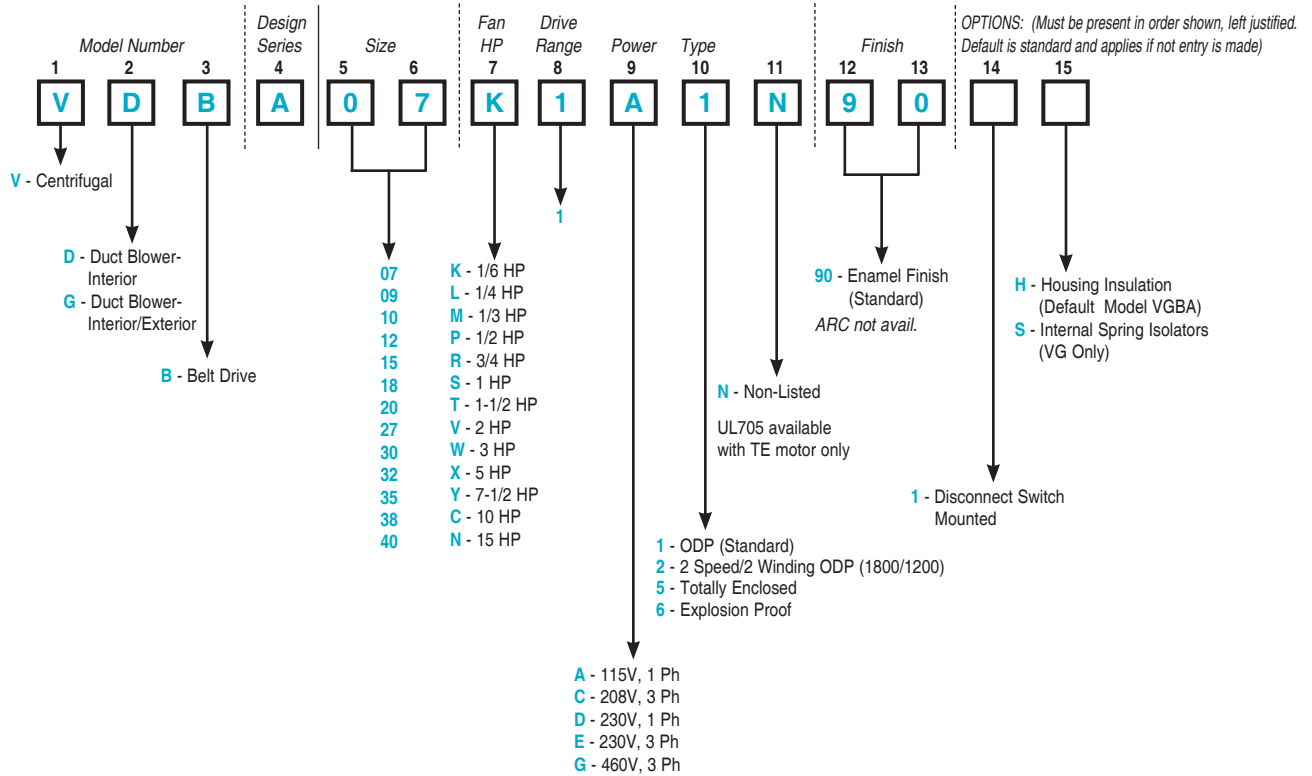 Model Number
Design
Series
Size
Fan
HP
Drive
Range
Power
Type
Finish
OPTIONS: (Must be present in order shown, left justified.
Default is standard and applies if not entry is made)
1 2 3 4 5 6 7 8 9 10 11 12 13 14 15
V D B A 0 7 K 1 A 1 N 9 0
V - Centrifugal
D - Duct Blower-
Interior
G - Duct Blower-
Interior/Exterior
B - Belt Drive
07
09
10
12
15
18
20
27
30
32
35
38
40
K - 1/6 HP
L - 1/4 HP
M - 1/3 HP
P - 1/2 HP
R - 3/4 HP
S - 1 HP
T - 1-1/2 HP
V - 2 HP
W - 3 HP
X - 5 HP
Y - 7-1/2 HP
C - 10 HP
N - 15 HP
1
A - 115V, 1 Ph
C - 208V, 3 Ph
D - 230V, 1 Ph
E - 230V, 3 Ph
G - 460V, 3 Ph
1 - ODP (Standard)
2 - 2 Speed/2 Winding ODP (1800/1200)
5 - Totally Enclosed
6 - Explosion Proof
N - Non-Listed
UL705 available
with TE motor only
90 - Enamel Finish
(Standard)
ARC not avail.
1 - Disconnect Switch
Mounted
H - Housing Insulation
(Default Model VGBA)
S - Internal Spring Isolators
(VG Only)